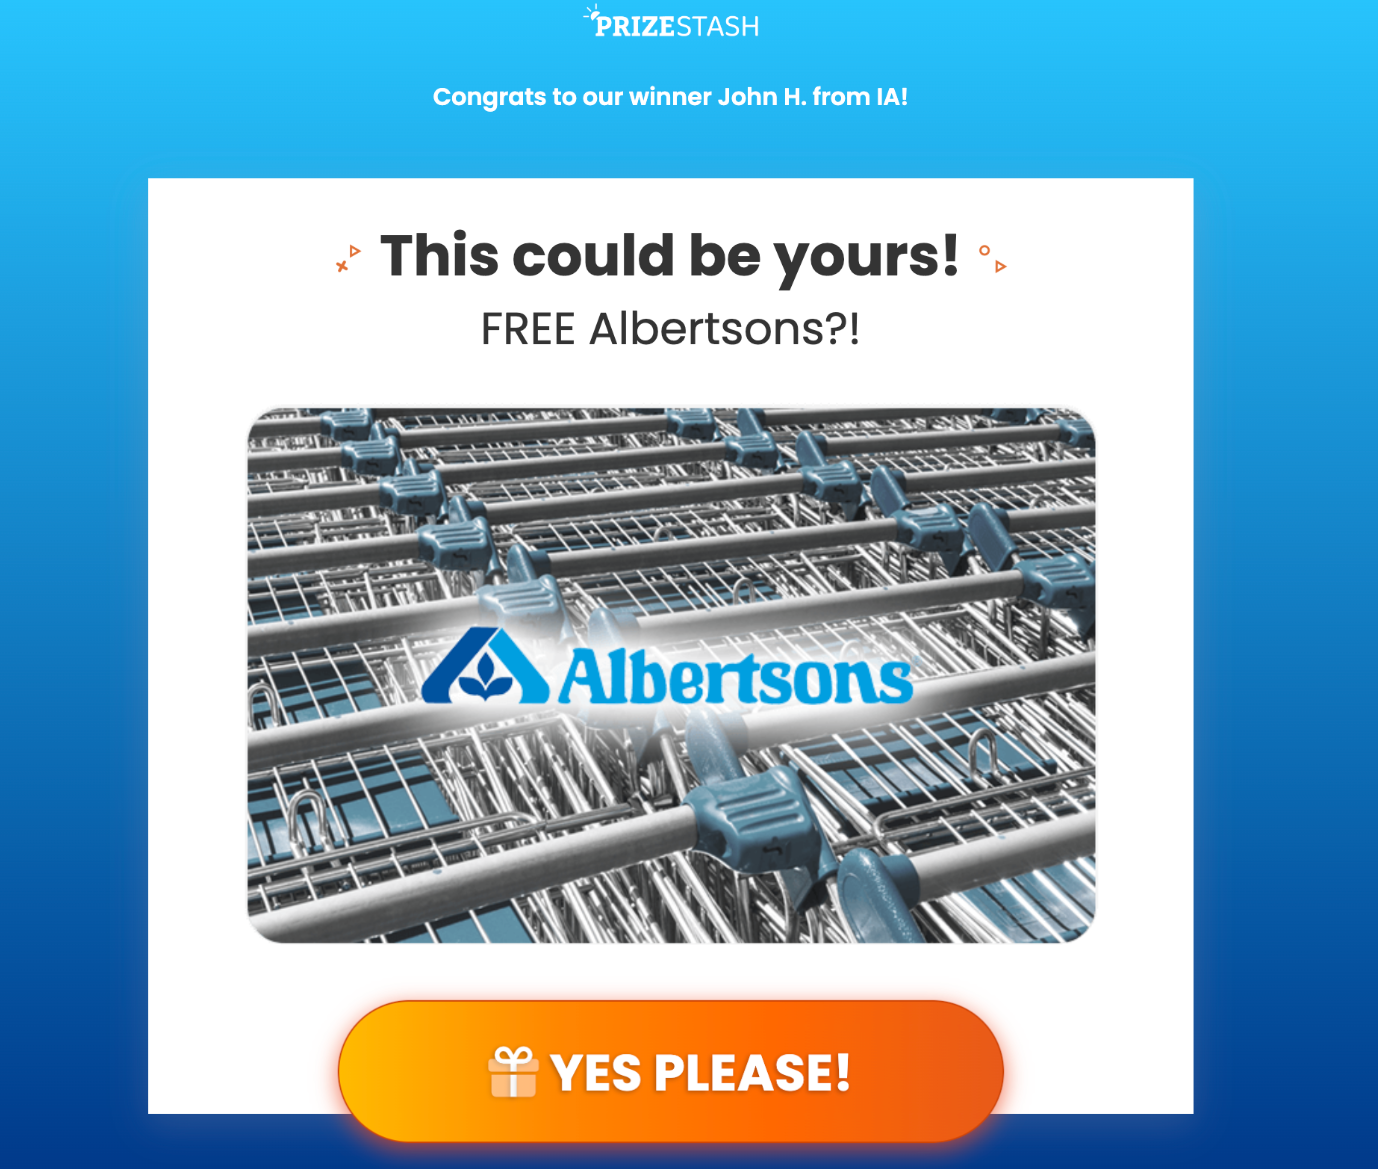 PRIZESTASH
Congrats to our winner John H. from IA!
This could be yours!
FREE Albertsons?!
Albertsons
YES PLEASE!